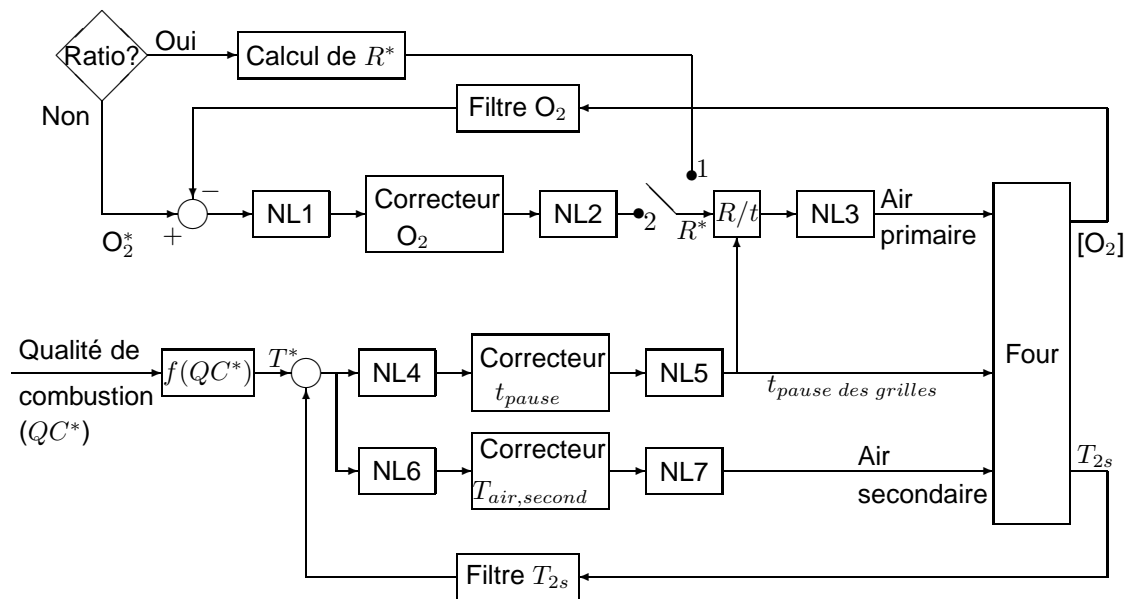 Ratio?
Oui
Calcul de R*
Non
Filtre O₂
−
+
O₂*
NL1
Correcteur
O₂
NL2
2
1
R*
R/t
NL3
Air
primaire
[O₂]
Qualité de
combustion
(QC*)
f(QC*)
T*
NL4
Correcteur
t_pause
NL5
t_pause des grilles
Four
NL6
Correcteur
T_air,second
NL7
Air
secondaire
T₂ₛ
Filtre T₂ₛ